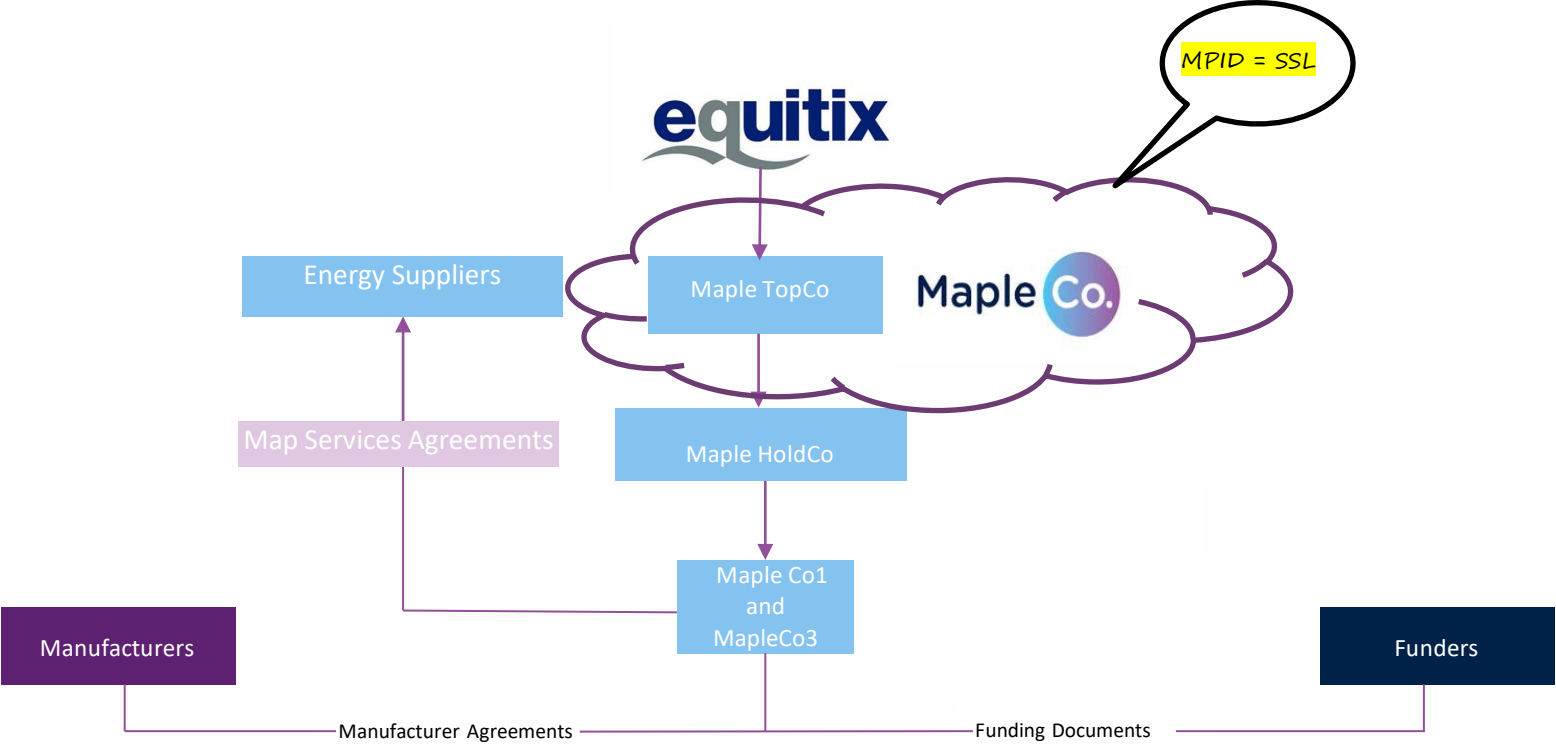 MPID = SSL
equitix
Energy Suppliers
Maple TopCo
Maple Co.
Map Services Agreements
Maple HoldCo
Maple Co1
and
MapleCo3
Manufacturers
Funders
Manufacturer Agreements
Funding Documents